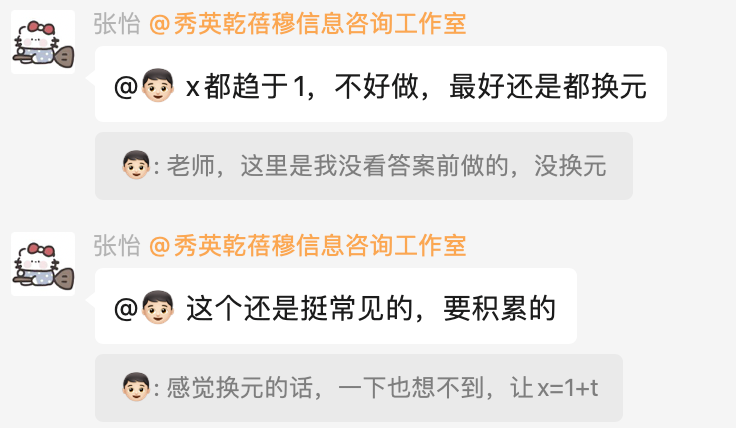 张怡 @秀英乾蓓穆信息咨询工作室
@👦🏻 x都趋于1，不好做，最好还是都换元
👦🏻: 老师，这里是我没看答案前做的，没换元
张怡 @秀英乾蓓穆信息咨询工作室
@👦🏻 这个还是挺常见的，要积累的
👦🏻: 感觉换元的话，一下也想不到，让x=1+t